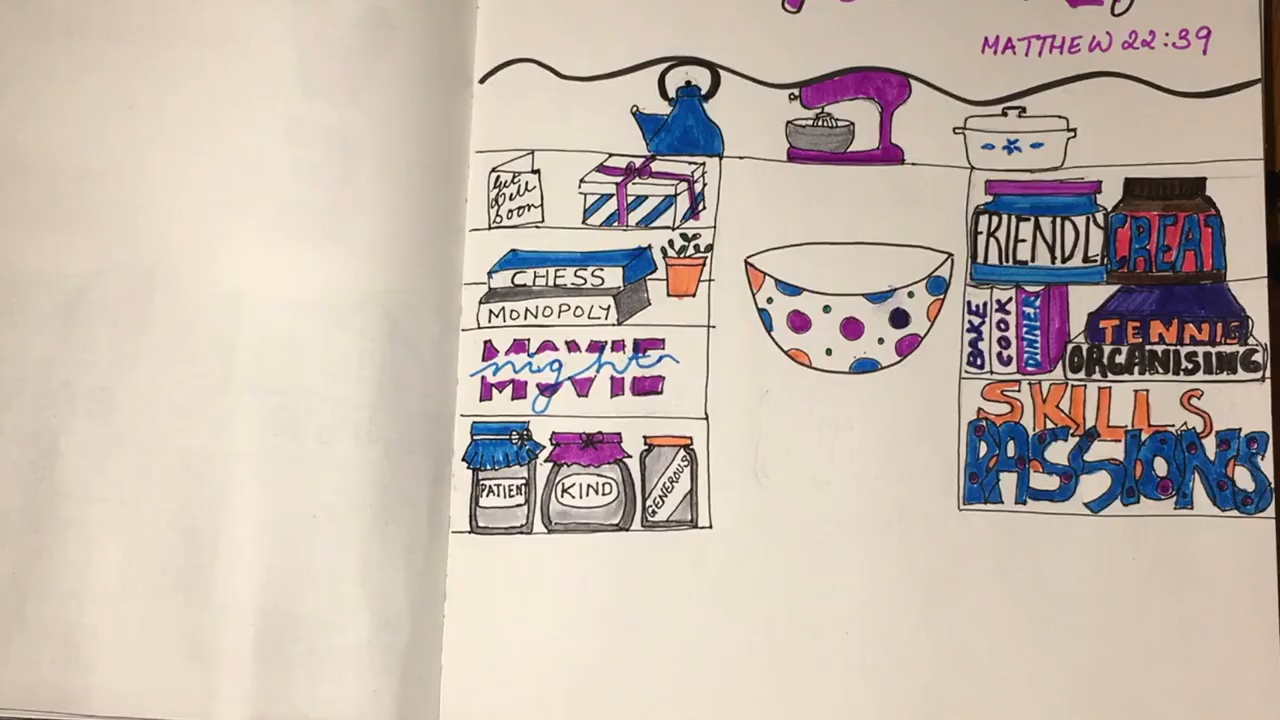 MATTHEW 22:39
Get
Well
Soon
CHESS
MONOPOLY
MOVIE
night
PATIENT
KIND
GENEROUS
FRIENDLY
CREAT
BAKE
COOK
DINNER
TENNIS
ORGANISING
SKILLS
PASSIONS